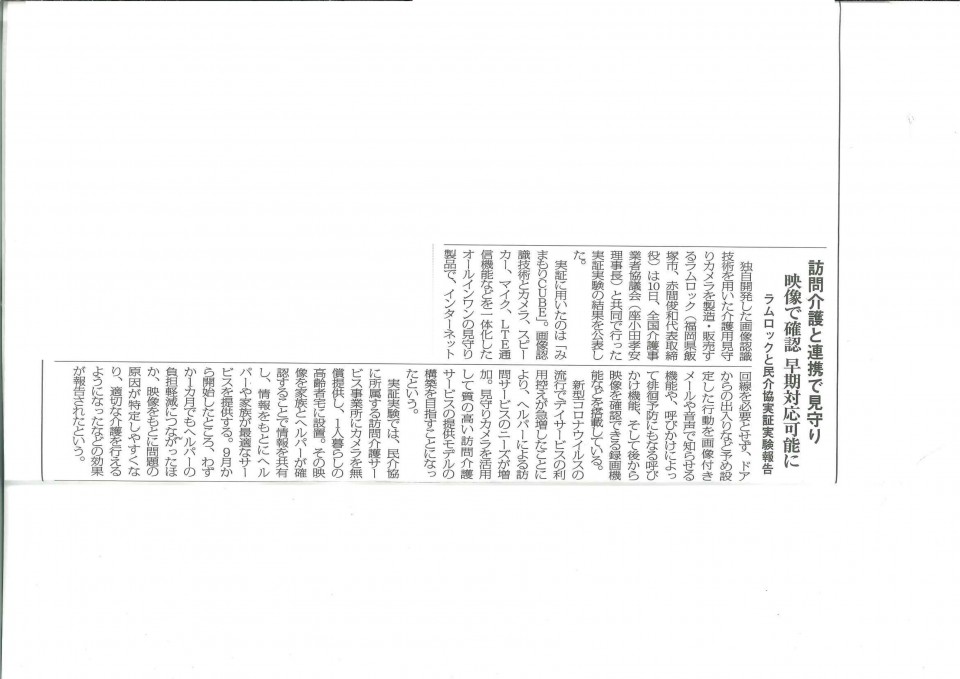 訪問介護と連携で見守り
映像で確認 早期対応可能に
ラムロックと民介協実証実験報告
独自開発した画像認識
技術を用いた介護用見守
りカメラを製造・販売す
るラムロック（福岡県飯
塚市、赤間俊和代表取締
役）は10日、全国介護事
業者協議会（座小田孝安
理事長）と共同で行った
実証実験の結果を公表し
た。
実証に用いたのは「み
まもりCUBE」。画像認
識技術とカメラ、スピー
カー、マイク、LTE通
信機能などを一体化した
オールインワンの見守り
製品で、インターネット
回線を必要とせず、ドア
からの出入りなど予め設
定した行動を画像付き
メールや音声で知らせる
機能や、呼びかけによっ
て徘徊予防にもなる呼び
かけ機能、そして後から
映像を確認できる録画機
能などを搭載している。
新型コロナウイルスの
流行でデイサービスの利
用控えが急増したことに
より、ヘルパーによる訪
問サービスのニーズが増
加。見守りカメラを活用
して質の高い訪問介護
サービスの提供モデルの
構築を目指すことになっ
たという。
実証実験では、民介協
に所属する訪問介護サー
ビス事業所にカメラを無
償提供し、1人暮らしの
高齢者宅に設置。その映
像を家族とヘルパーが確
認することで情報を共有
し、情報をもとにヘル
パーや家族が最適なサー
ビスを提供する。9月か
ら開始したところ、わず
か1カ月でもヘルパーの
負担軽減につながったほ
か、映像をもとに問題の
原因が特定しやすくな
り、適切な介護を行える
ようになったなどの効果
が報告されたという。